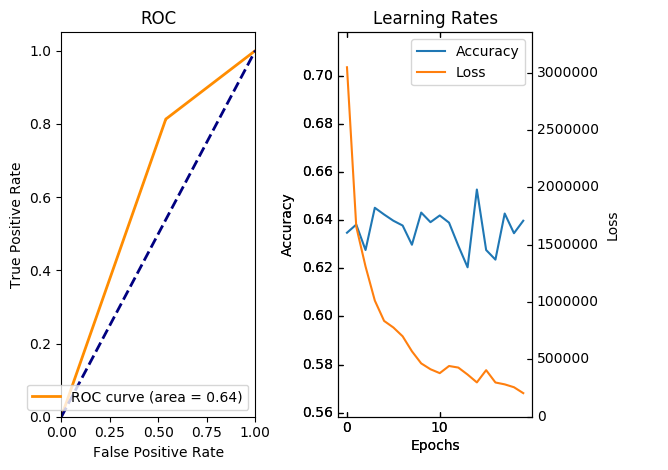 ROC
True Positive Rate
1.0
0.8
0.6
0.4
0.2
0.0
ROC curve (area = 0.64)
0.00 0.25 0.50 0.75 1.00
False Positive Rate
Learning Rates
Accuracy
Loss
Accuracy
0.70
0.68
0.66
0.64
0.62
0.60
0.58
0.56
0 10
Epochs
3000000
2500000
2000000
1500000
1000000
500000
0
Loss